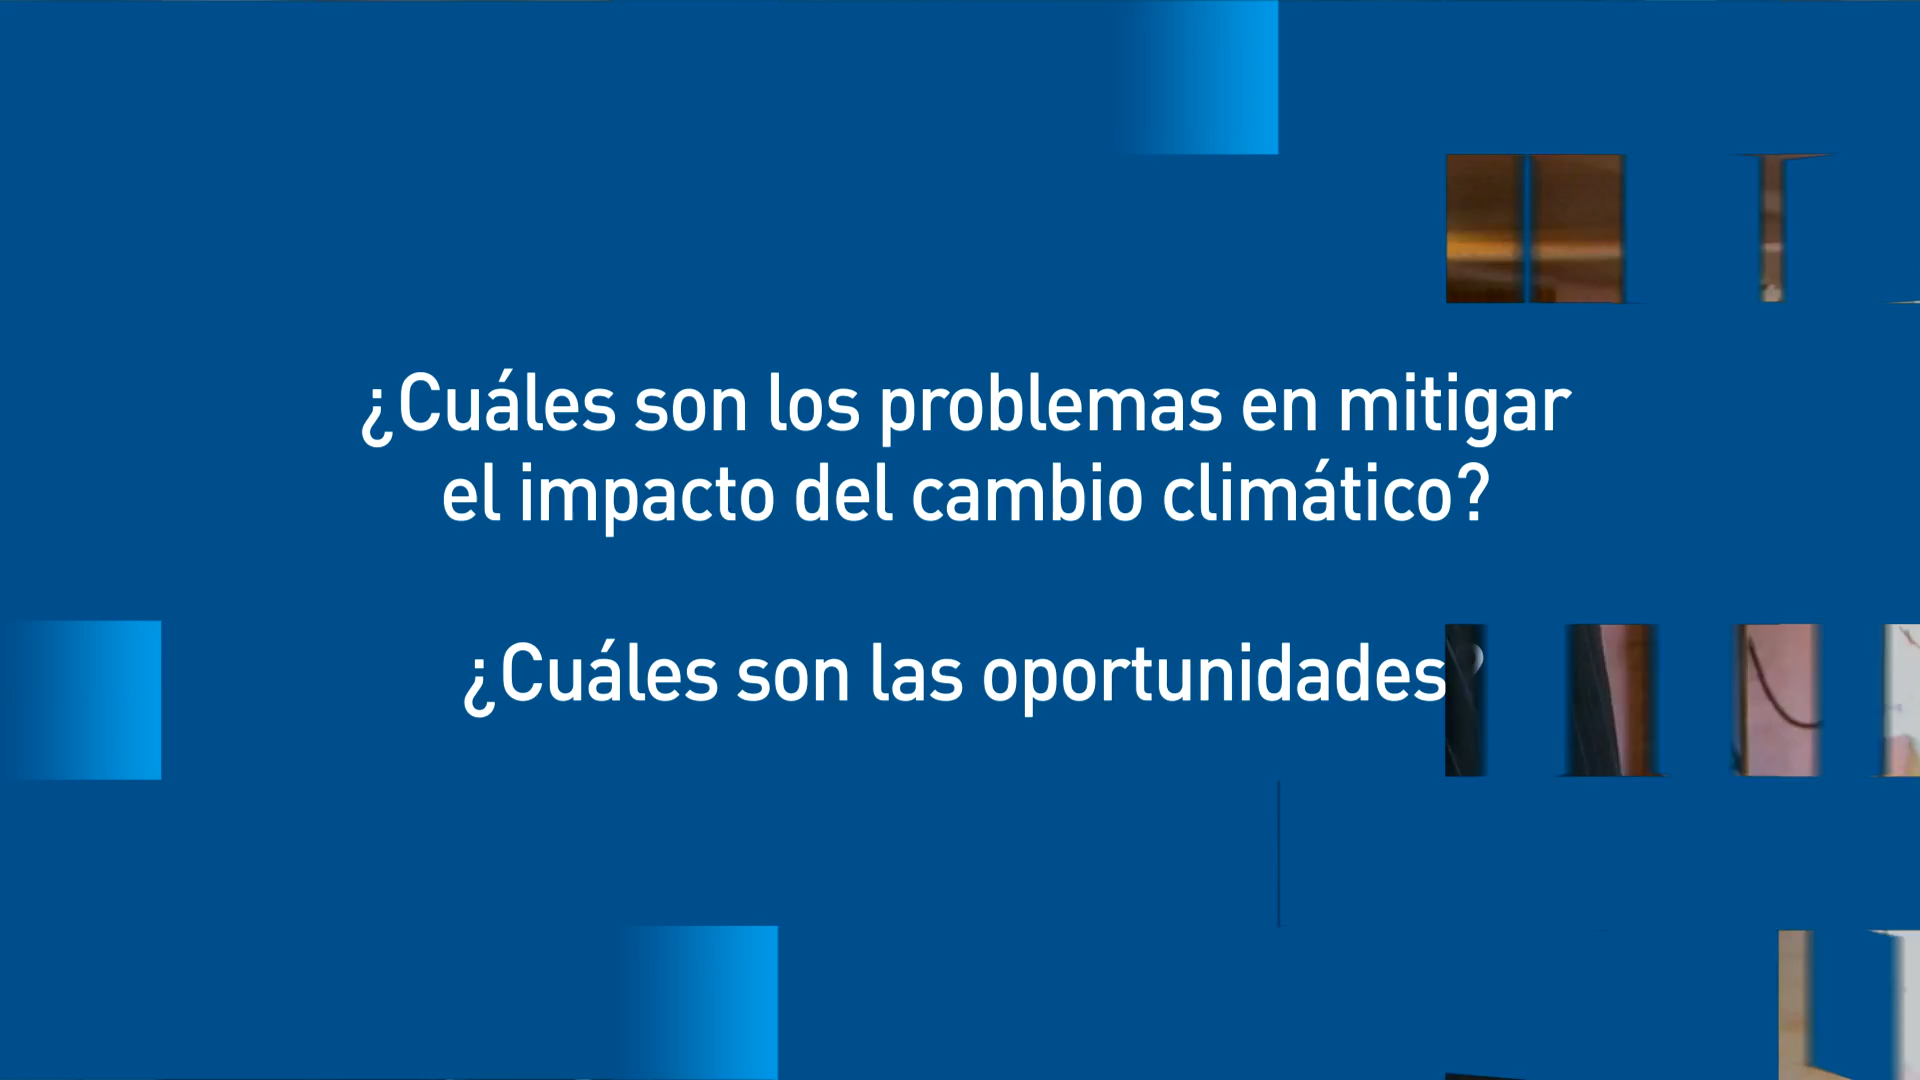 ¿Cuáles son los problemas en mitigar
el impacto del cambio climático?
¿Cuáles son las oportunidades